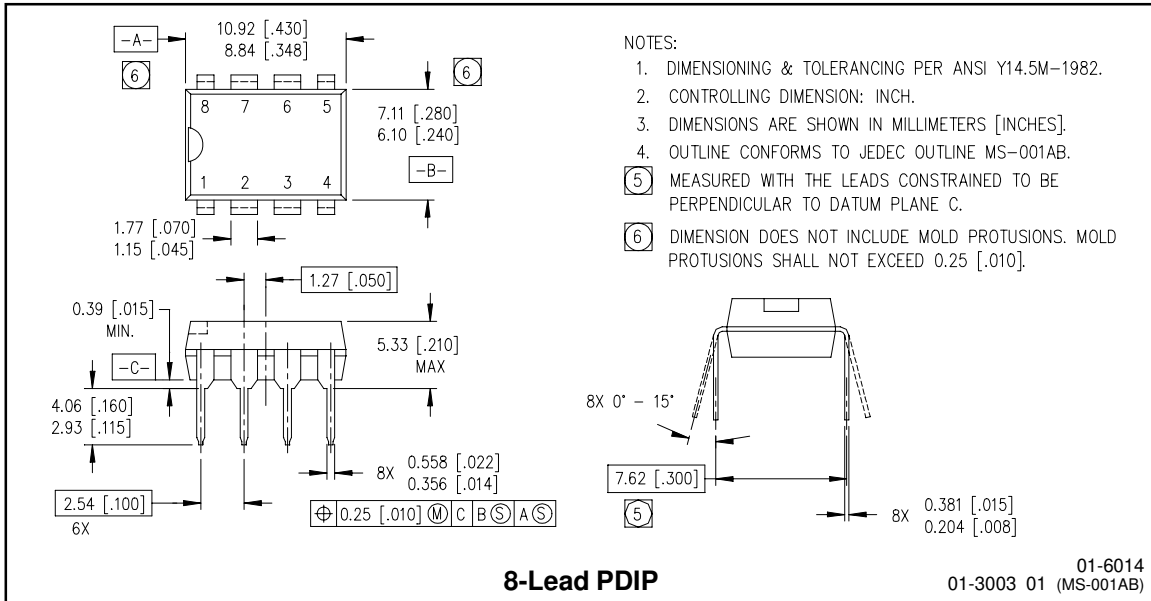 -A-
10.92 [.430]
8.84 [.348]
6
6
8 7 6 5
1 2 3 4
7.11 [.280]
6.10 [.240]
-B-
1.77 [.070]
1.15 [.045]
1.27 [.050]
0.39 [.015]
MIN.
-C-
5.33 [.210]
MAX
4.06 [.160]
2.93 [.115]
8X 0.558 [.022]
0.356 [.014]
2.54 [.100]
6X
⌖ 0.25 [.010] Ⓜ C B Ⓢ A Ⓢ
NOTES:
1. DIMENSIONING & TOLERANCING PER ANSI Y14.5M-1982.
2. CONTROLLING DIMENSION: INCH.
3. DIMENSIONS ARE SHOWN IN MILLIMETERS [INCHES].
4. OUTLINE CONFORMS TO JEDEC OUTLINE MS-001AB.
5 MEASURED WITH THE LEADS CONSTRAINED TO BE
PERPENDICULAR TO DATUM PLANE C.
6 DIMENSION DOES NOT INCLUDE MOLD PROTUSIONS. MOLD
PROTUSIONS SHALL NOT EXCEED 0.25 [.010].
8X 0° - 15°
7.62 [.300]
5
8X 0.381 [.015]
0.204 [.008]
8-Lead PDIP
01-6014
01-3003 01 (MS-001AB)